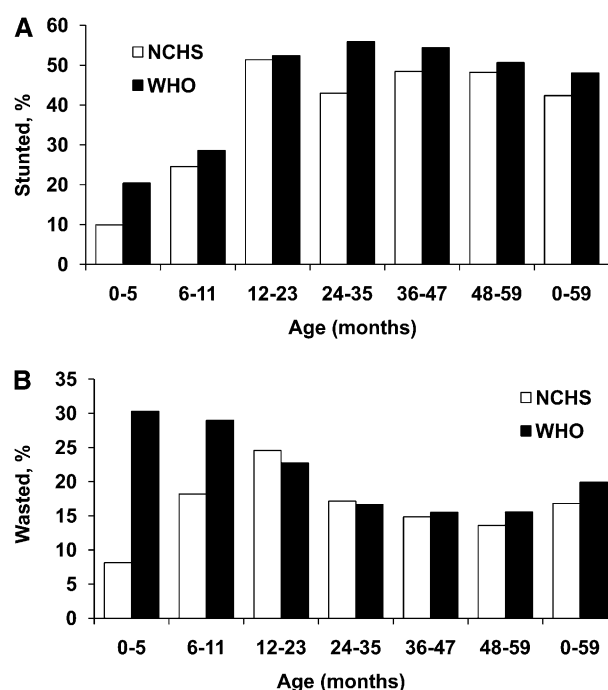 A
60
50
40
30
20
10
0
Stunted, %
NCHS
WHO
0-5 6-11 12-23 24-35 36-47 48-59 0-59
Age (months)
B
35
30
25
20
15
10
5
0
Wasted, %
NCHS
WHO
0-5 6-11 12-23 24-35 36-47 48-59 0-59
Age (months)